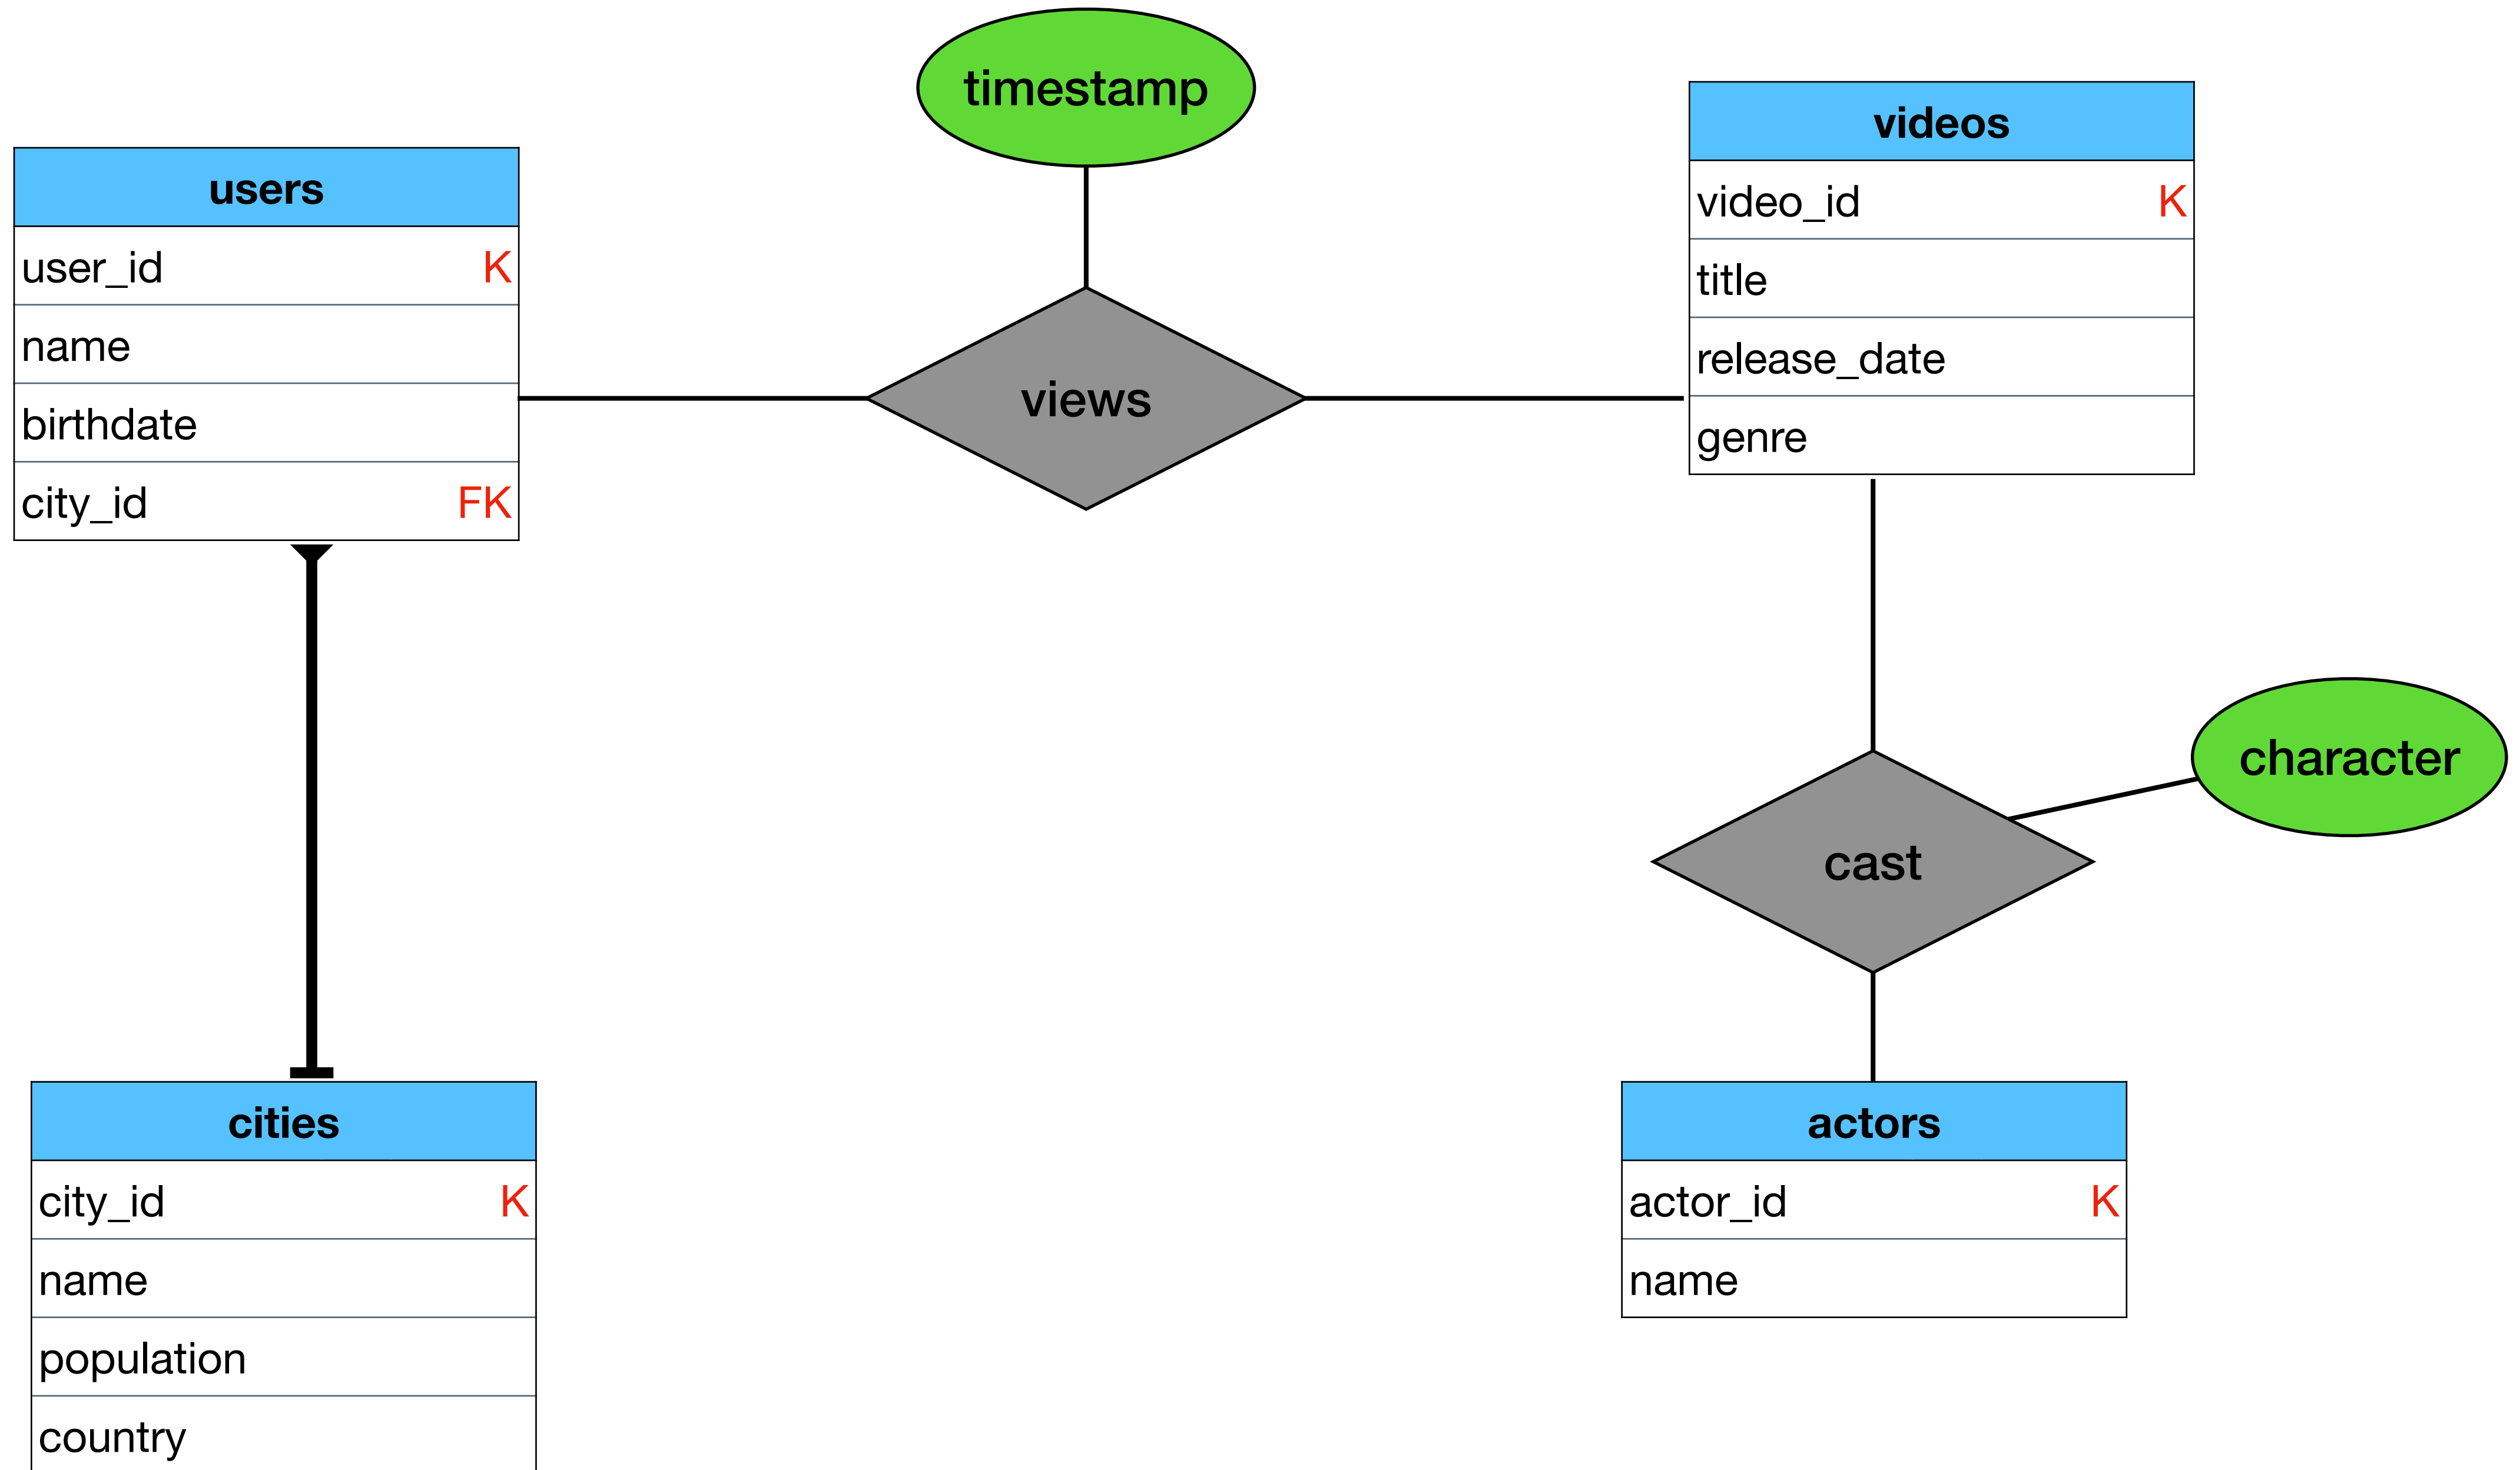 timestamp
videos
video_id K
title
release_date
genre
users
user_id K
name
birthdate
city_id FK
views
character
cast
cities
city_id K
name
population
country
actors
actor_id K
name